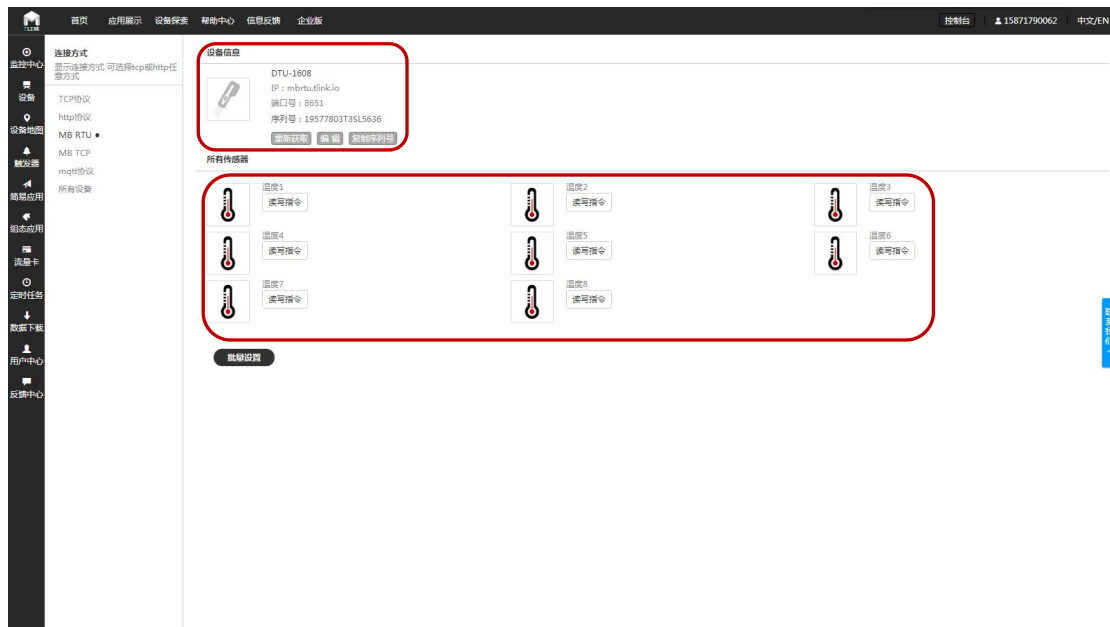 TLINK
首页 应用展示 设备探索 帮助中心 信息反馈 企业版
控制台 15871790062 中文/EN
监控中心
设备
设备地图
触发器
简易应用
组态应用
流量卡
定时任务
数据下载
用户中心
反馈中心
连接方式
显示连接方式 可选择tcp或http任
意方式
TCP协议
http协议
MB RTU
MB TCP
mqtt协议
所有设备
设备信息
DTU-1608
IP：mbrtu.tlink.io
端口号：8651
序列号：19577803T3SL5636
重新获取 编 辑 复制序列号
所有传感器
温度1 温度2 温度3
读写指令 读写指令 读写指令
温度4 温度5 温度6
读写指令 读写指令 读写指令
温度7 温度8
读写指令 读写指令
批量设置
联系我们